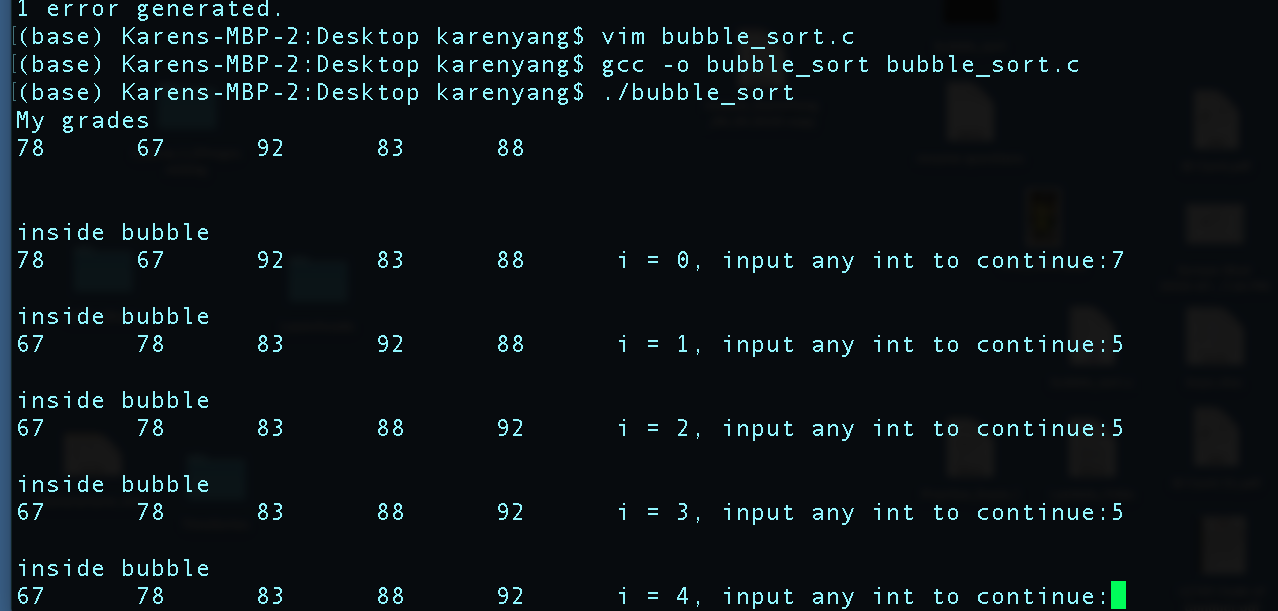 1 error generated.
[(base) Karens-MBP-2:Desktop karenyang$ vim bubble_sort.c
[(base) Karens-MBP-2:Desktop karenyang$ gcc -o bubble_sort bubble_sort.c
[(base) Karens-MBP-2:Desktop karenyang$ ./bubble_sort
My grades
78 67 92 83 88
inside bubble
78 67 92 83 88 i = 0, input any int to continue:7
inside bubble
67 78 83 92 88 i = 1, input any int to continue:5
inside bubble
67 78 83 88 92 i = 2, input any int to continue:5
inside bubble
67 78 83 88 92 i = 3, input any int to continue:5
inside bubble
67 78 83 88 92 i = 4, input any int to continue: